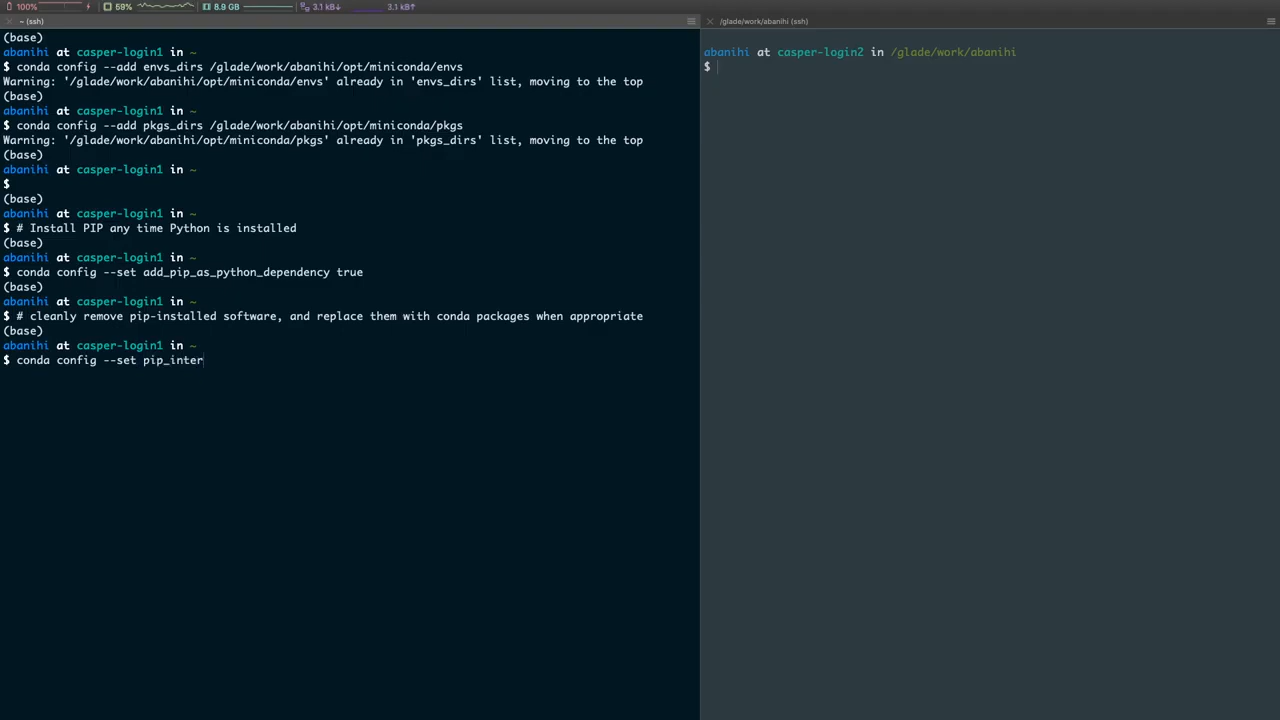 100% 59% 8.9 GB 3.1 kB↓ 3.1 kB↑
~ (ssh)
(base)
abanihi at casper-login1 in ~
$ conda config --add envs_dirs /glade/work/abanihi/opt/miniconda/envs
Warning: '/glade/work/abanihi/opt/miniconda/envs' already in 'envs_dirs' list, moving to the top
(base)
abanihi at casper-login1 in ~
$ conda config --add pkgs_dirs /glade/work/abanihi/opt/miniconda/pkgs
Warning: '/glade/work/abanihi/opt/miniconda/pkgs' already in 'pkgs_dirs' list, moving to the top
(base)
abanihi at casper-login1 in ~
$
(base)
abanihi at casper-login1 in ~
$ # Install PIP any time Python is installed
(base)
abanihi at casper-login1 in ~
$ conda config --set add_pip_as_python_dependency true
(base)
abanihi at casper-login1 in ~
$ # cleanly remove pip-installed software, and replace them with conda packages when appropriate
(base)
abanihi at casper-login1 in ~
$ conda config --set pip_inter
/glade/work/abanihi (ssh)
abanihi at casper-login2 in /glade/work/abanihi
$